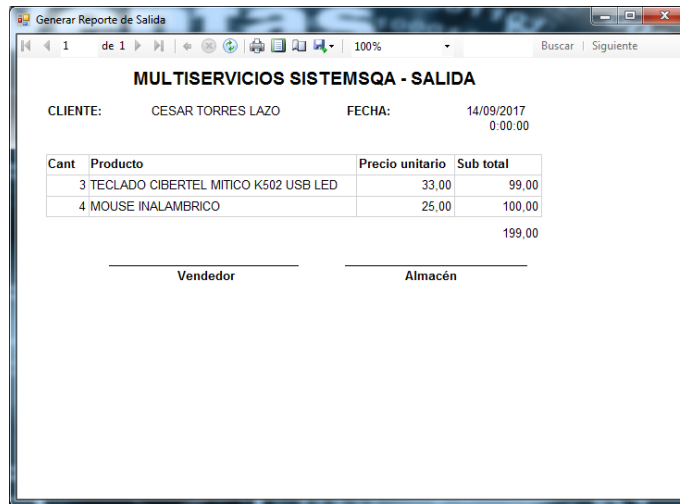 Generar Reporte de Salida
1 de 1 100% Buscar | Siguiente
MULTISERVICIOS SISTEMSQA - SALIDA
CLIENTE: CESAR TORRES LAZO FECHA: 14/09/2017
0:00:00
Cant Producto Precio unitario Sub total
3 TECLADO CIBERTEL MITICO K502 USB LED 33,00 99,00
4 MOUSE INALAMBRICO 25,00 100,00
199,00
Vendedor Almacén